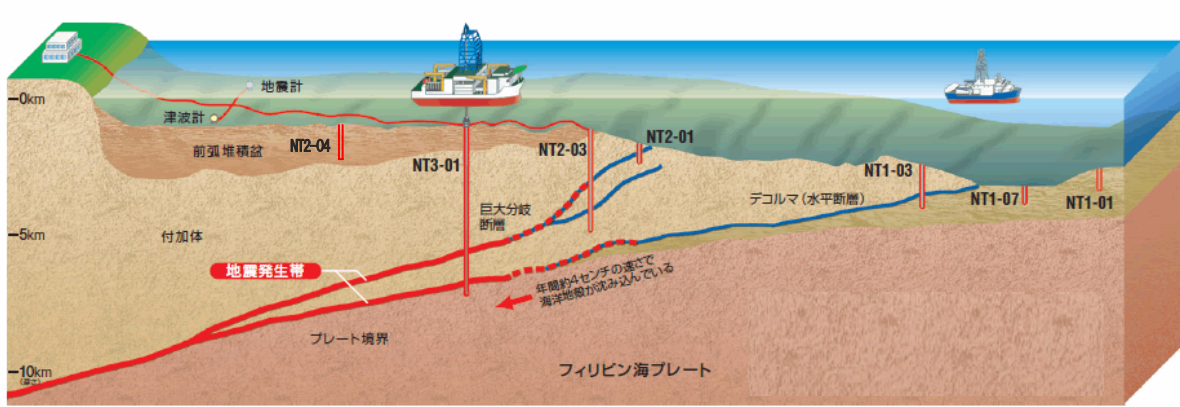 0km
地震計
津波計
前弧堆積盆
NT2-04
NT3-01
NT2-03
NT2-01
NT1-03
NT1-07
NT1-01
デコルマ（水平断層）
巨大分岐
断層
5km
付加体
地震発生帯
年間約4センチの速さで
海洋地殻が沈み込んでいる
プレート境界
フィリピン海プレート
10km
(深さ)